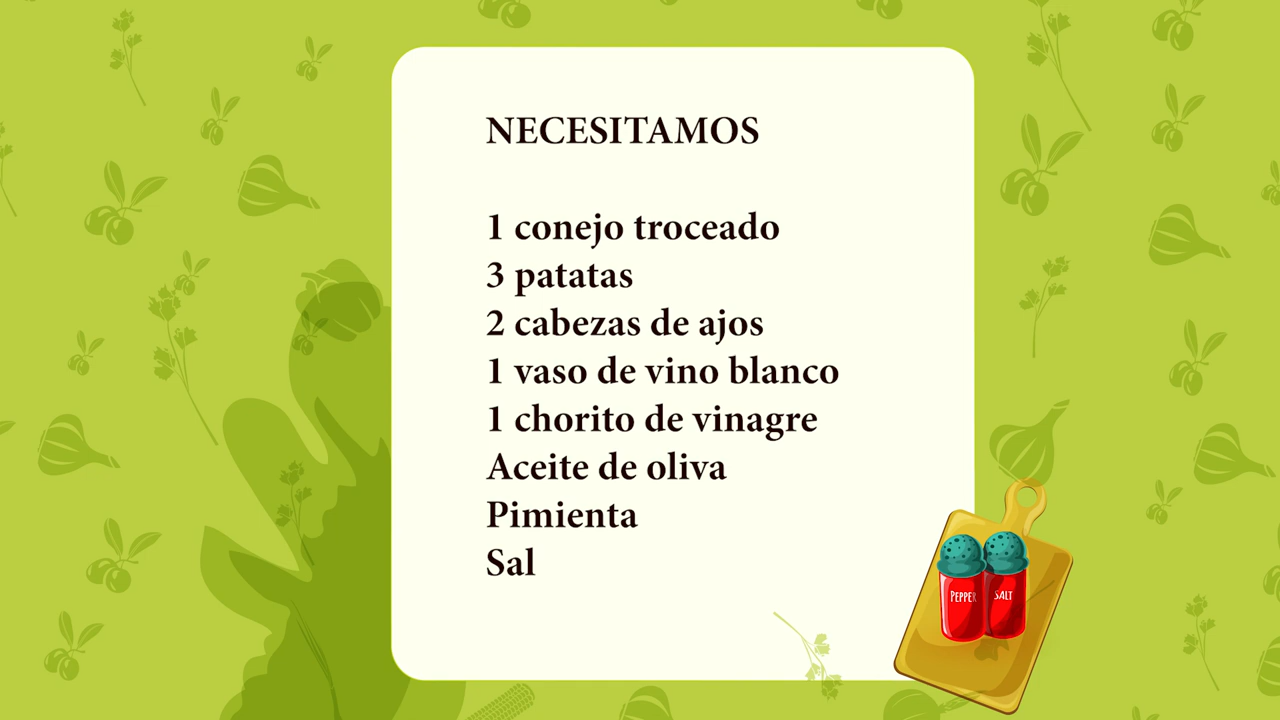 NECESITAMOS
1 conejo troceado
3 patatas
2 cabezas de ajos
1 vaso de vino blanco
1 chorito de vinagre
Aceite de oliva
Pimienta
Sal
PEPPER
SALT